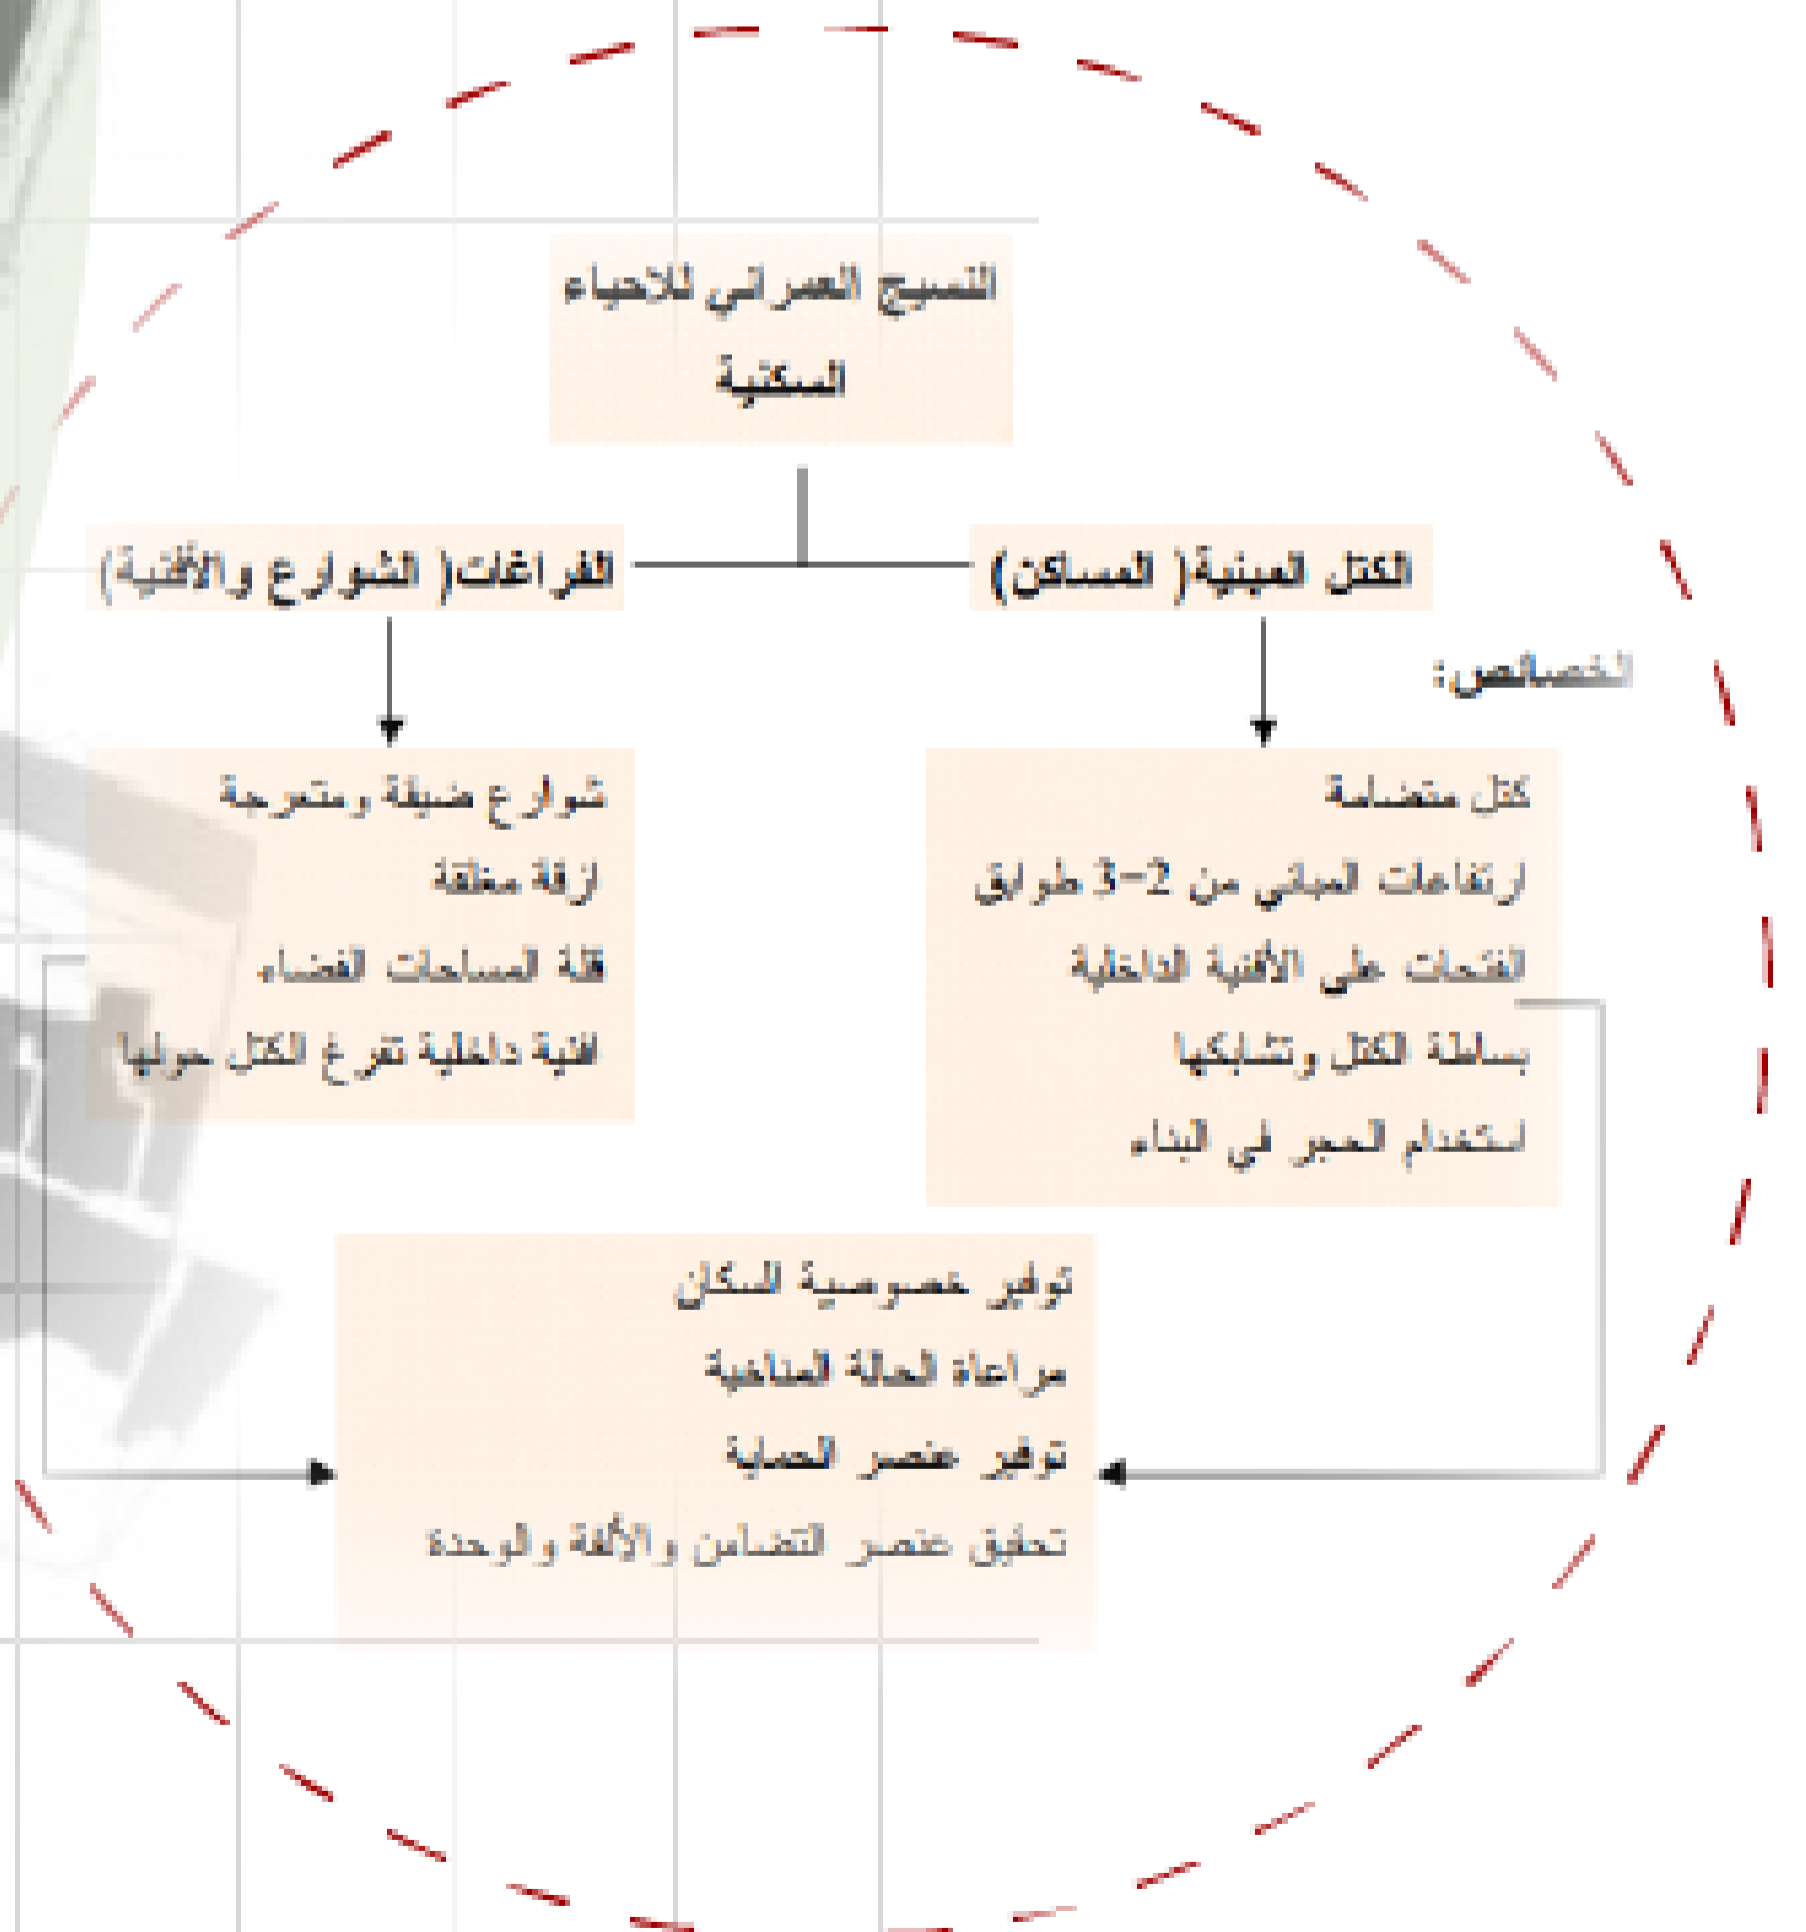 النسيج العمراني للاحياء
السكنية
الكتل المبنية( المساكن)
الفراغات( الشوارع والأفنية)
الخصائص:
كتل متضامة
ارتفاعات المباني من 2-3 طوابق
الفتحات على الأفنية الداخلية
بساطة الكتل وتشابكها
استخدام الحجر في البناء
شوارع ضيقة ومتعرجة
ازقة مغلقة
قلة المساحات الفضاء
افنية داخلية تفرغ الكتل حولها
توفير خصوصية السكان
مراعاة الحالة المناخية
توفير عنصر الحماية
تحقيق عنصر التضامن والألفة والوحدة